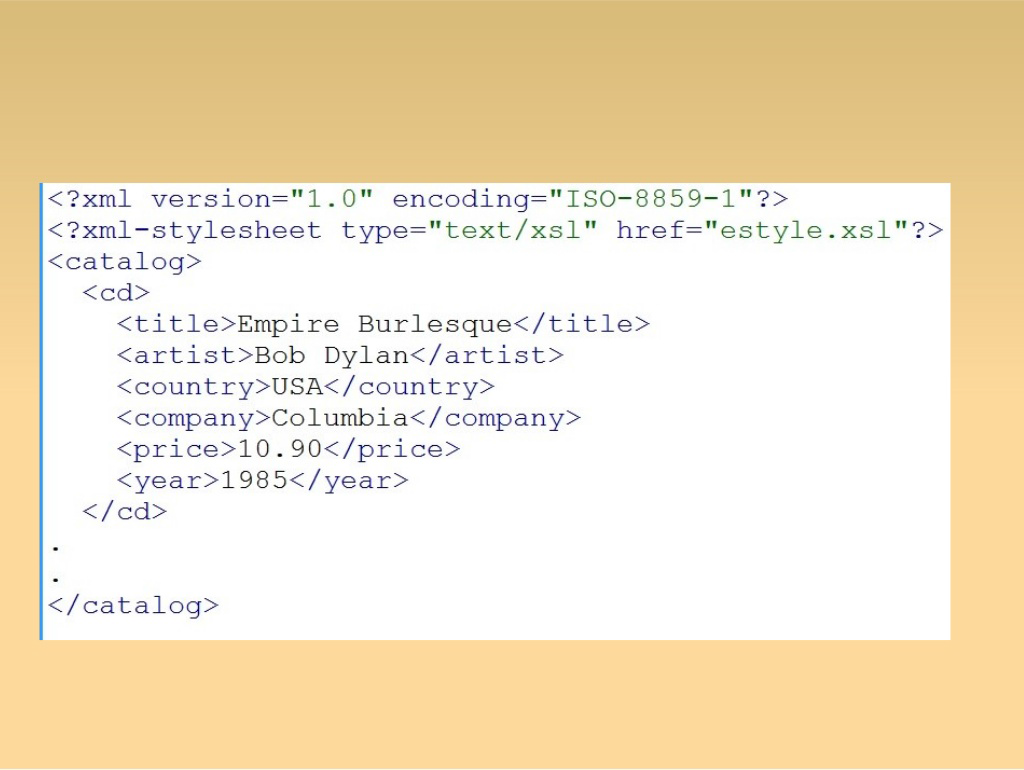 <?xml version="1.0" encoding="ISO-8859-1"?>
<?xml-stylesheet type="text/xsl" href="estyle.xsl"?>
<catalog>
  <cd>
    <title>Empire Burlesque</title>
    <artist>Bob Dylan</artist>
    <country>USA</country>
    <company>Columbia</company>
    <price>10.90</price>
    <year>1985</year>
  </cd>
.
.
</catalog>